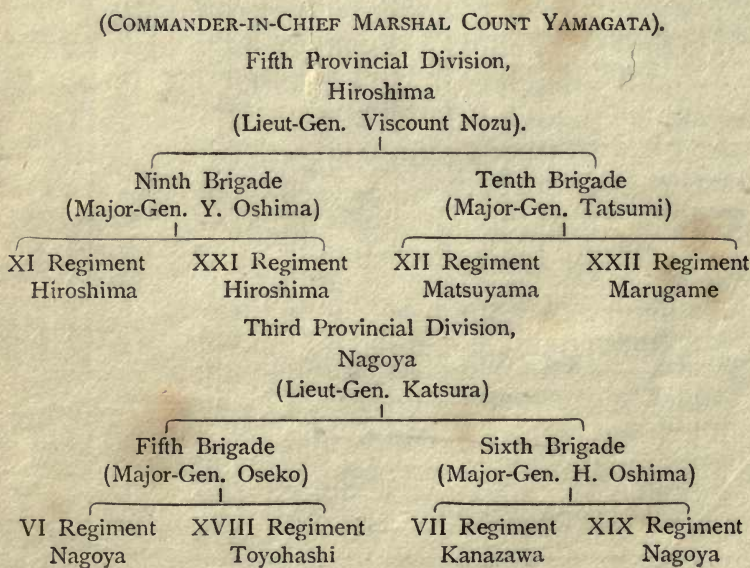 (COMMANDER-IN-CHIEF MARSHAL COUNT YAMAGATA).
Fifth Provincial Division,
Hiroshima
(Lieut-Gen. Viscount Nozu).
Ninth Brigade Tenth Brigade
(Major-Gen. Y. Oshima) (Major-Gen. Tatsumi)
XI Regiment XXI Regiment XII Regiment XXII Regiment
Hiroshima Hiroshima Matsuyama Marugame
Third Provincial Division,
Nagoya
(Lieut-Gen. Katsura)
Fifth Brigade Sixth Brigade
(Major-Gen. Oseko) (Major-Gen. H. Oshima)
VI Regiment XVIII Regiment VII Regiment XIX Regiment
Nagoya Toyohashi Kanazawa Nagoya